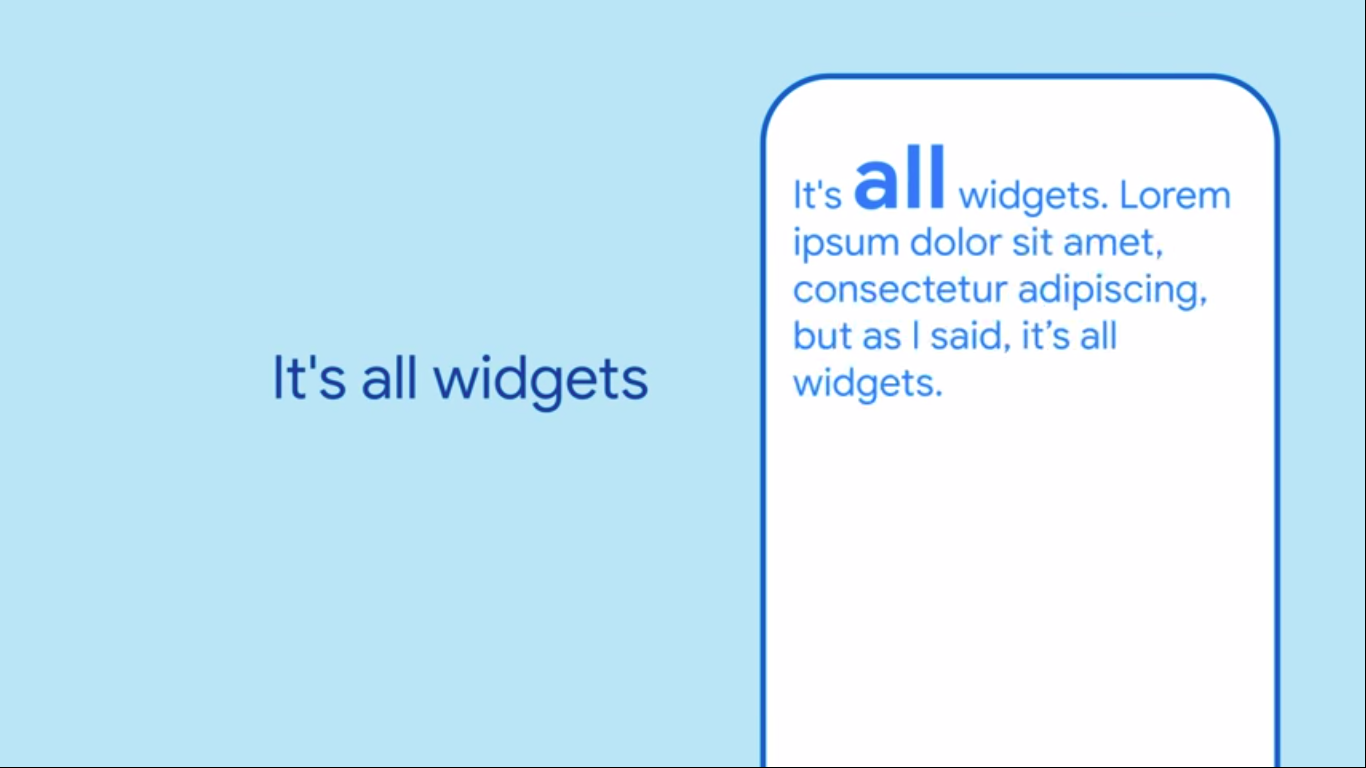 It's all widgets
It's all widgets. Lorem
ipsum dolor sit amet,
consectetur adipiscing,
but as I said, it’s all
widgets.